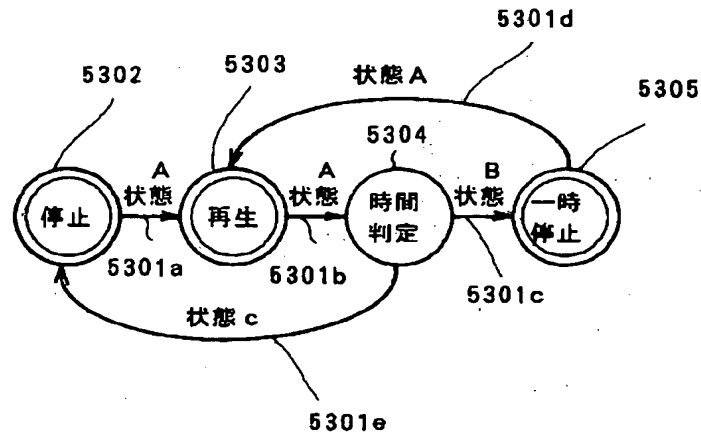 5301d
5302
5303
状態A
5305
5304
A
状態
A
状態
B
状態
停止
再生
時間
判定
一時
停止
5301a
5301b
5301c
状態c
5301e